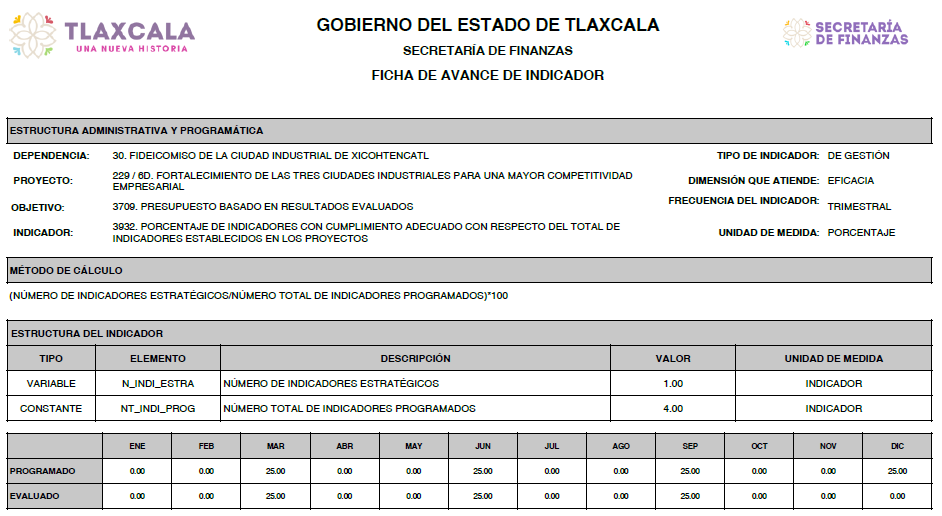 TLAXCALA
UNA NUEVA HISTORIA
GOBIERNO DEL ESTADO DE TLAXCALA
SECRETARÍA DE FINANZAS
FICHA DE AVANCE DE INDICADOR
SECRETARÍA
DE FINANZAS
ESTRUCTURA ADMINISTRATIVA Y PROGRAMÁTICA
DEPENDENCIA: 30. FIDEICOMISO DE LA CIUDAD INDUSTRIAL DE XICOHTENCATL TIPO DE INDICADOR: DE GESTIÓN
PROYECTO: 229 / 6D. FORTALECIMIENTO DE LAS TRES CIUDADES INDUSTRIALES PARA UNA MAYOR COMPETITIVIDAD
EMPRESARIAL
DIMENSIÓN QUE ATIENDE: EFICACIA
OBJETIVO: 3709. PRESUPUESTO BASADO EN RESULTADOS EVALUADOS FRECUENCIA DEL INDICADOR: TRIMESTRAL
INDICADOR: 3932. PORCENTAJE DE INDICADORES CON CUMPLIMIENTO ADECUADO CON RESPECTO DEL TOTAL DE
INDICADORES ESTABLECIDOS EN LOS PROYECTOS
UNIDAD DE MEDIDA: PORCENTAJE
MÉTODO DE CÁLCULO
(NÚMERO DE INDICADORES ESTRATÉGICOS/NÚMERO TOTAL DE INDICADORES PROGRAMADOS)*100
ESTRUCTURA DEL INDICADOR
TIPO ELEMENTO DESCRIPCIÓN VALOR UNIDAD DE MEDIDA
VARIABLE N_INDI_ESTRA NÚMERO DE INDICADORES ESTRATÉGICOS 1.00 INDICADOR
CONSTANTE NT_INDI_PROG NÚMERO TOTAL DE INDICADORES PROGRAMADOS 4.00 INDICADOR
ENE FEB MAR ABR MAY JUN JUL AGO SEP OCT NOV DIC
PROGRAMADO 0.00 0.00 25.00 0.00 0.00 25.00 0.00 0.00 25.00 0.00 0.00 25.00
EVALUADO 0.00 0.00 25.00 0.00 0.00 25.00 0.00 0.00 25.00 0.00 0.00 0.00